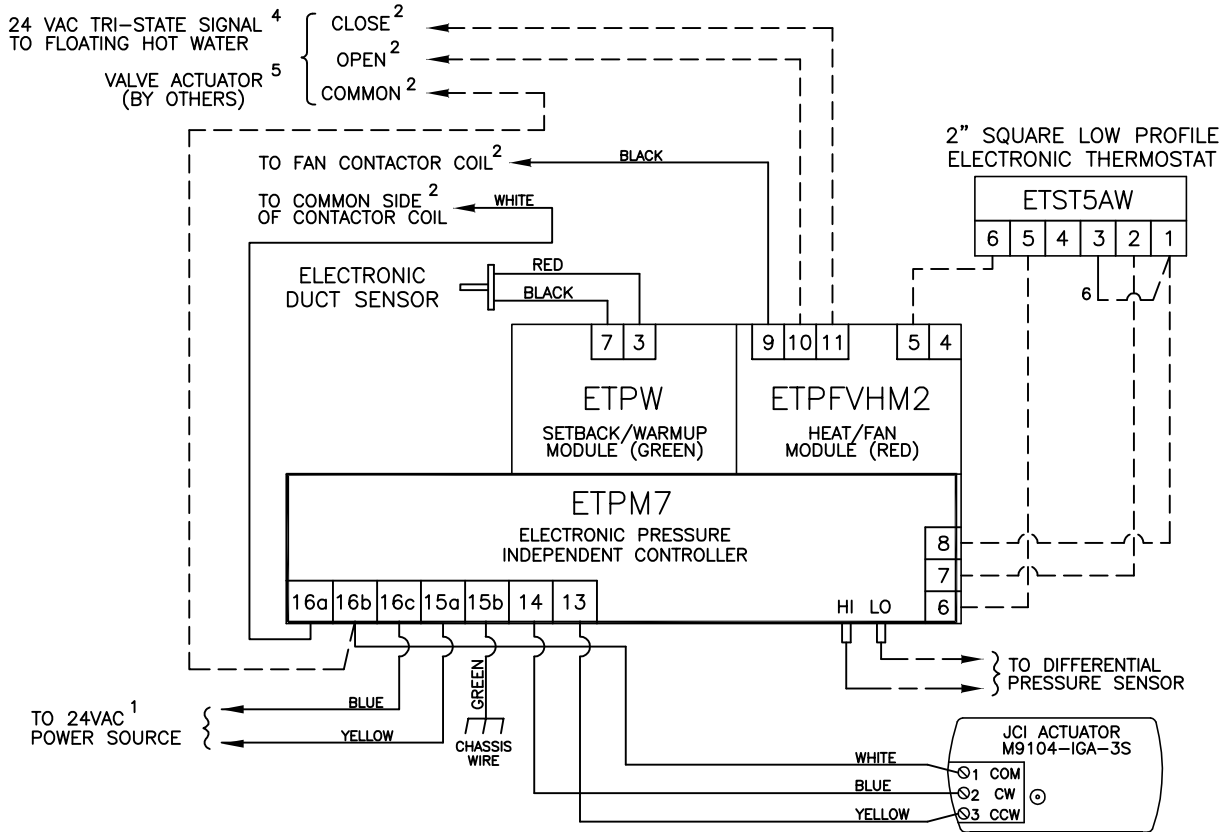 24 VAC TRI-STATE SIGNAL 4
TO FLOATING HOT WATER
VALVE ACTUATOR 5
(BY OTHERS)
CLOSE 2
OPEN 2
COMMON 2
TO FAN CONTACTOR COIL 2
BLACK
TO COMMON SIDE 2
OF CONTACTOR COIL
WHITE
2" SQUARE LOW PROFILE
ELECTRONIC THERMOSTAT
ETST5AW
6 5 4 3 2 1
6
ELECTRONIC
DUCT SENSOR
RED
BLACK
7 3
9 10 11
5 4
ETPW
SETBACK/WARMUP
MODULE (GREEN)
ETPFVHM2
HEAT/FAN
MODULE (RED)
ETPM7
ELECTRONIC PRESSURE
INDEPENDENT CONTROLLER
8
7
6
16a 16b 16c 15a 15b 14 13
HI LO
TO DIFFERENTIAL
PRESSURE SENSOR
TO 24VAC 1
POWER SOURCE
BLUE
YELLOW
GREEN
CHASSIS
WIRE
WHITE
BLUE
YELLOW
JCI ACTUATOR
M9104-IGA-3S
1 COM
2 CW
3 CCW